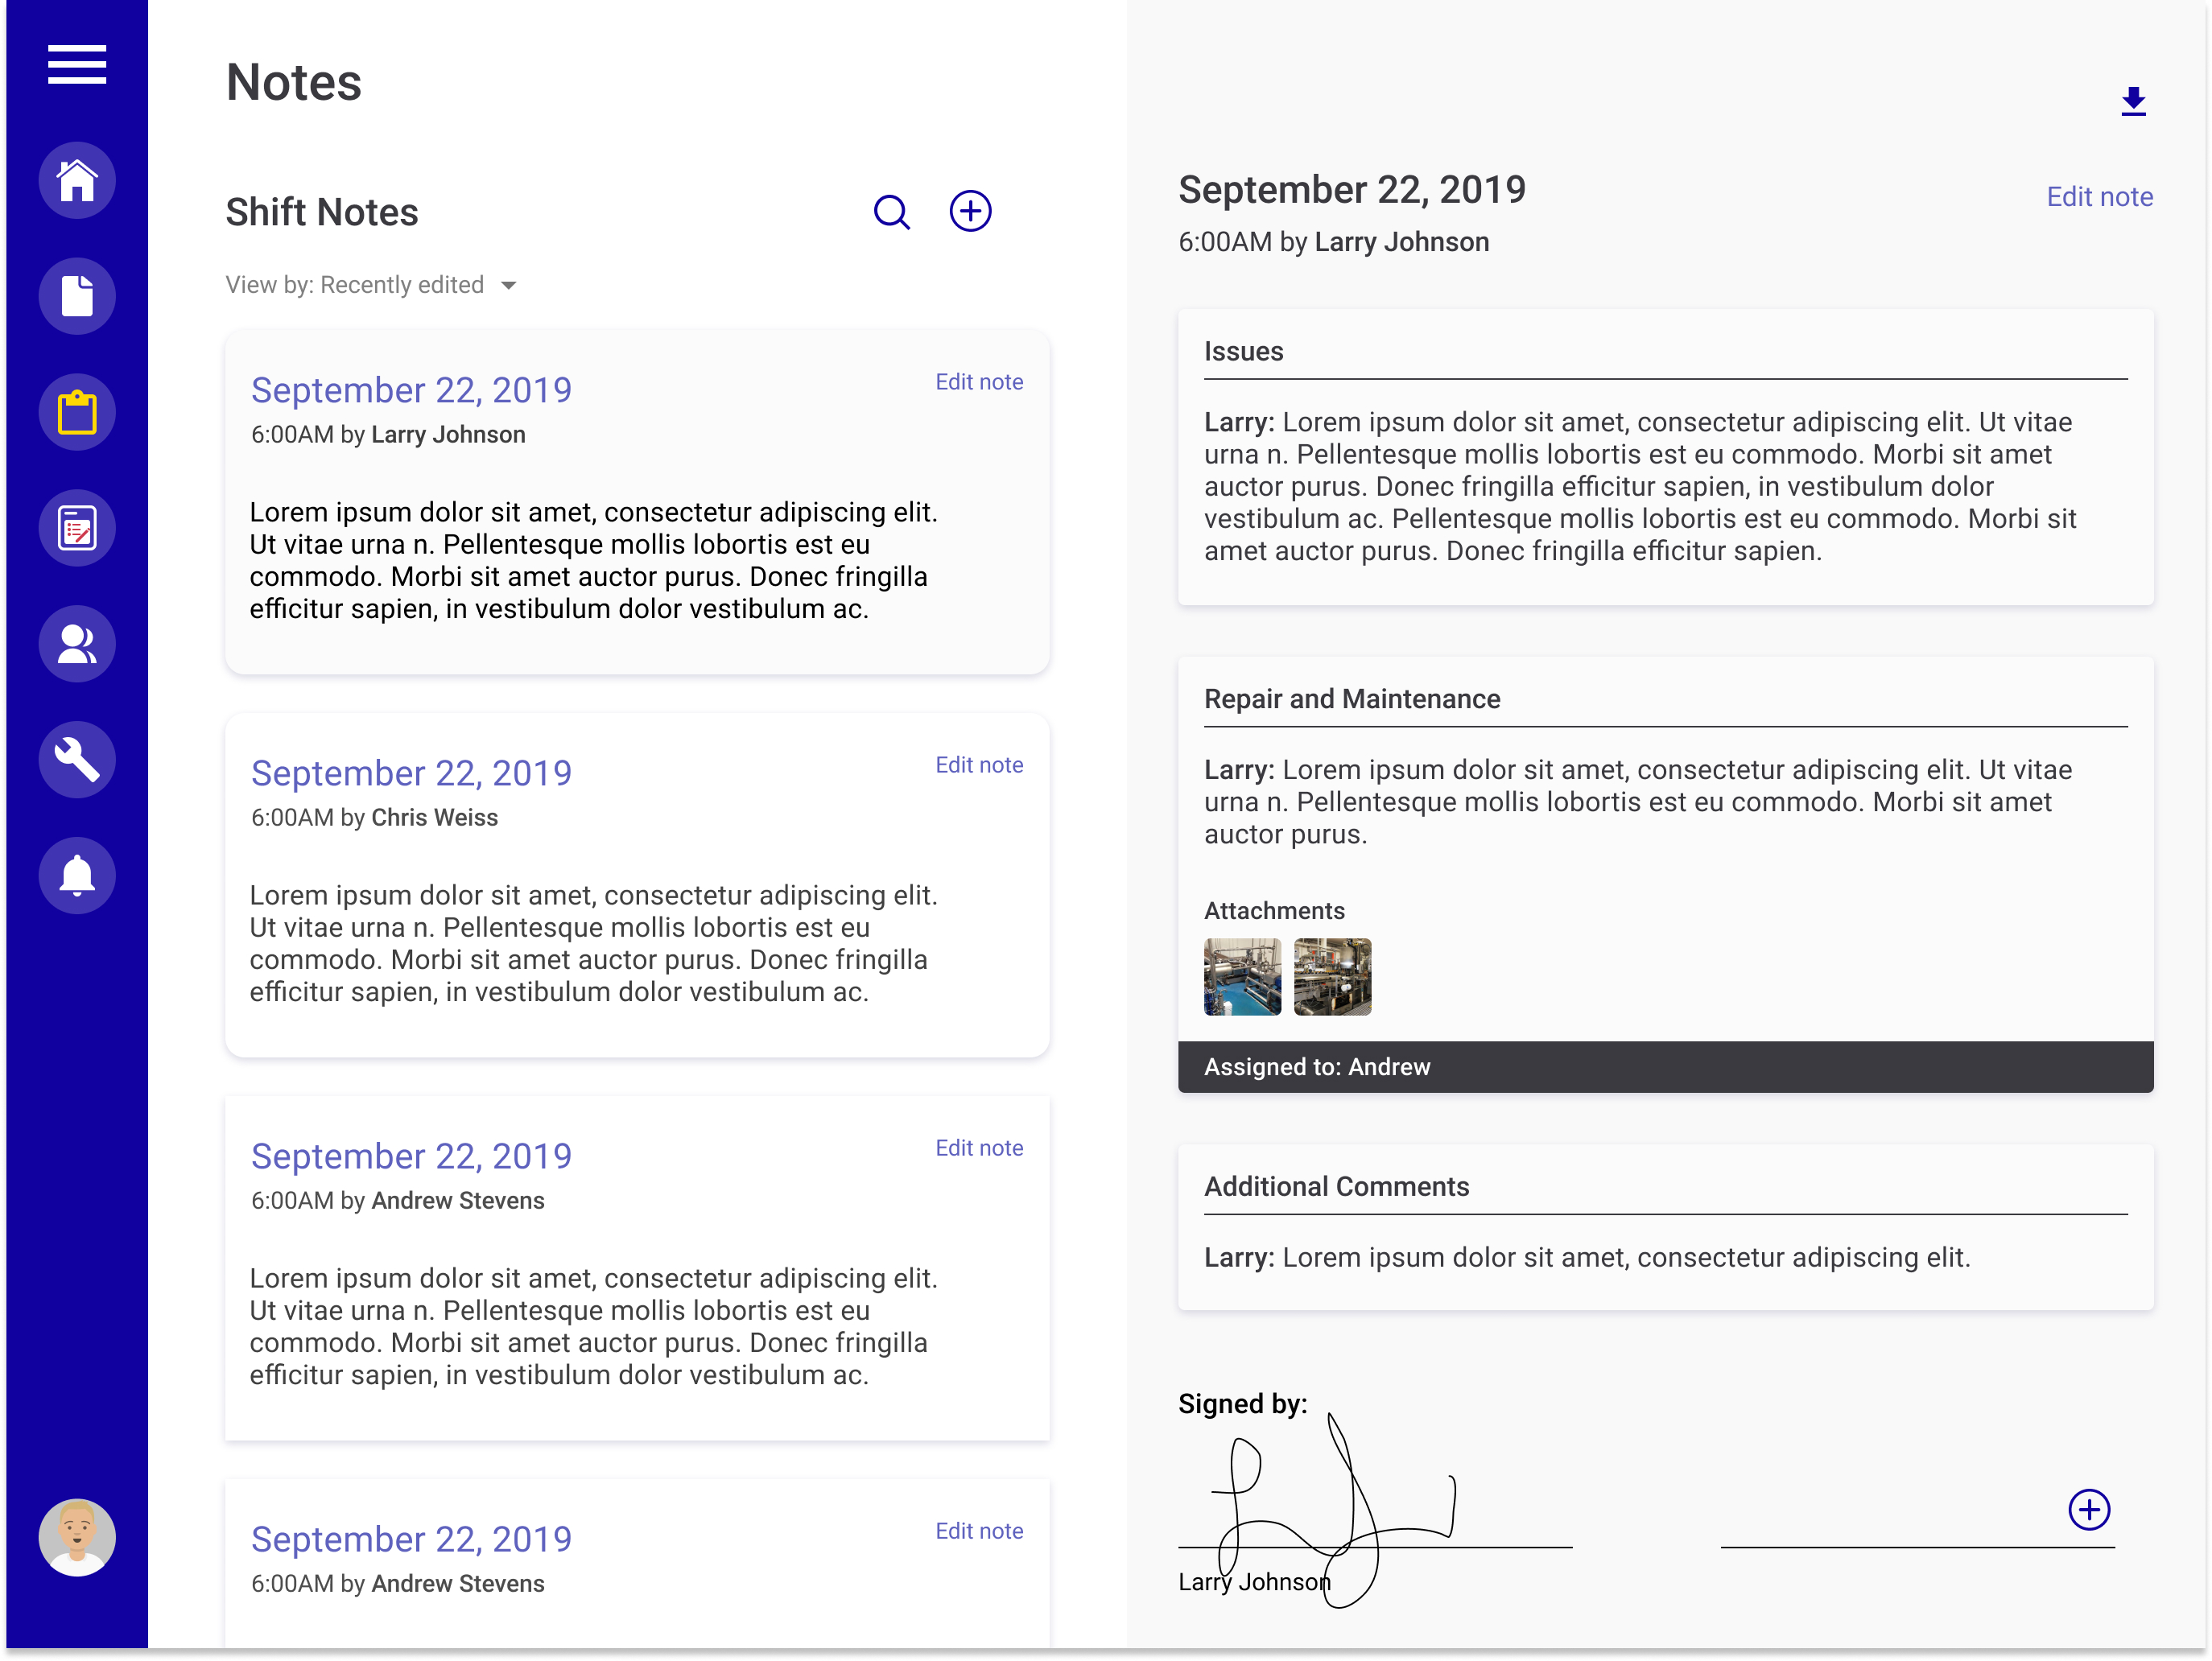 Notes
Shift Notes
View by: Recently edited
September 22, 2019
Edit note
6:00AM by Larry Johnson
Lorem ipsum dolor sit amet, consectetur adipiscing elit.
Ut vitae urna n. Pellentesque mollis lobortis est eu
commodo. Morbi sit amet auctor purus. Donec fringilla
efficitur sapien, in vestibulum dolor vestibulum ac.
September 22, 2019
Edit note
6:00AM by Chris Weiss
Lorem ipsum dolor sit amet, consectetur adipiscing elit.
Ut vitae urna n. Pellentesque mollis lobortis est eu
commodo. Morbi sit amet auctor purus. Donec fringilla
efficitur sapien, in vestibulum dolor vestibulum ac.
September 22, 2019
Edit note
6:00AM by Andrew Stevens
Lorem ipsum dolor sit amet, consectetur adipiscing elit.
Ut vitae urna n. Pellentesque mollis lobortis est eu
commodo. Morbi sit amet auctor purus. Donec fringilla
efficitur sapien, in vestibulum dolor vestibulum ac.
September 22, 2019
Edit note
6:00AM by Andrew Stevens
September 22, 2019
Edit note
6:00AM by Larry Johnson
Issues
Larry: Lorem ipsum dolor sit amet, consectetur adipiscing elit. Ut vitae
urna n. Pellentesque mollis lobortis est eu commodo. Morbi sit amet
auctor purus. Donec fringilla efficitur sapien, in vestibulum dolor
vestibulum ac. Pellentesque mollis lobortis est eu commodo. Morbi sit
amet auctor purus. Donec fringilla efficitur sapien.
Repair and Maintenance
Larry: Lorem ipsum dolor sit amet, consectetur adipiscing elit. Ut vitae
urna n. Pellentesque mollis lobortis est eu commodo. Morbi sit amet
auctor purus.
Attachments
Assigned to: Andrew
Additional Comments
Larry: Lorem ipsum dolor sit amet, consectetur adipiscing elit.
Signed by:
Larry Johnson